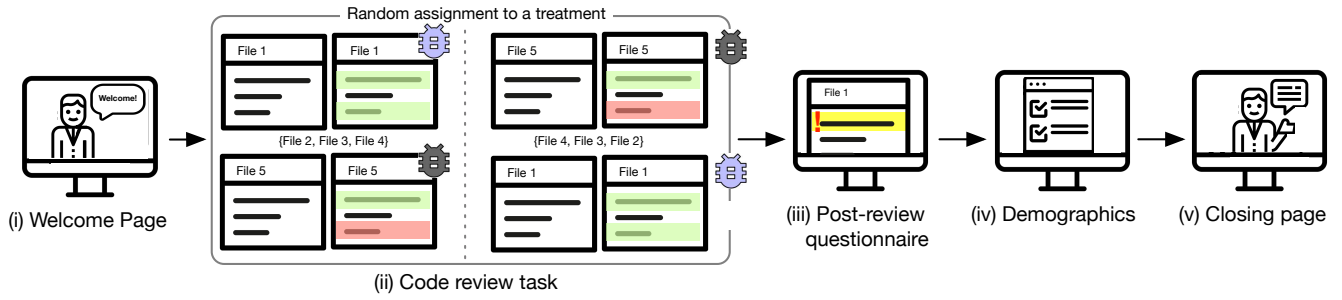 Random assignment to a treatment
Welcome!
(i) Welcome Page
File 1
File 1
{File 2, File 3, File 4}
File 5
File 5
File 5
File 5
{File 4, File 3, File 2}
File 1
File 1
(ii) Code review task
File 1
!
(iii) Post-review
questionnaire
(iv) Demographics
(v) Closing page